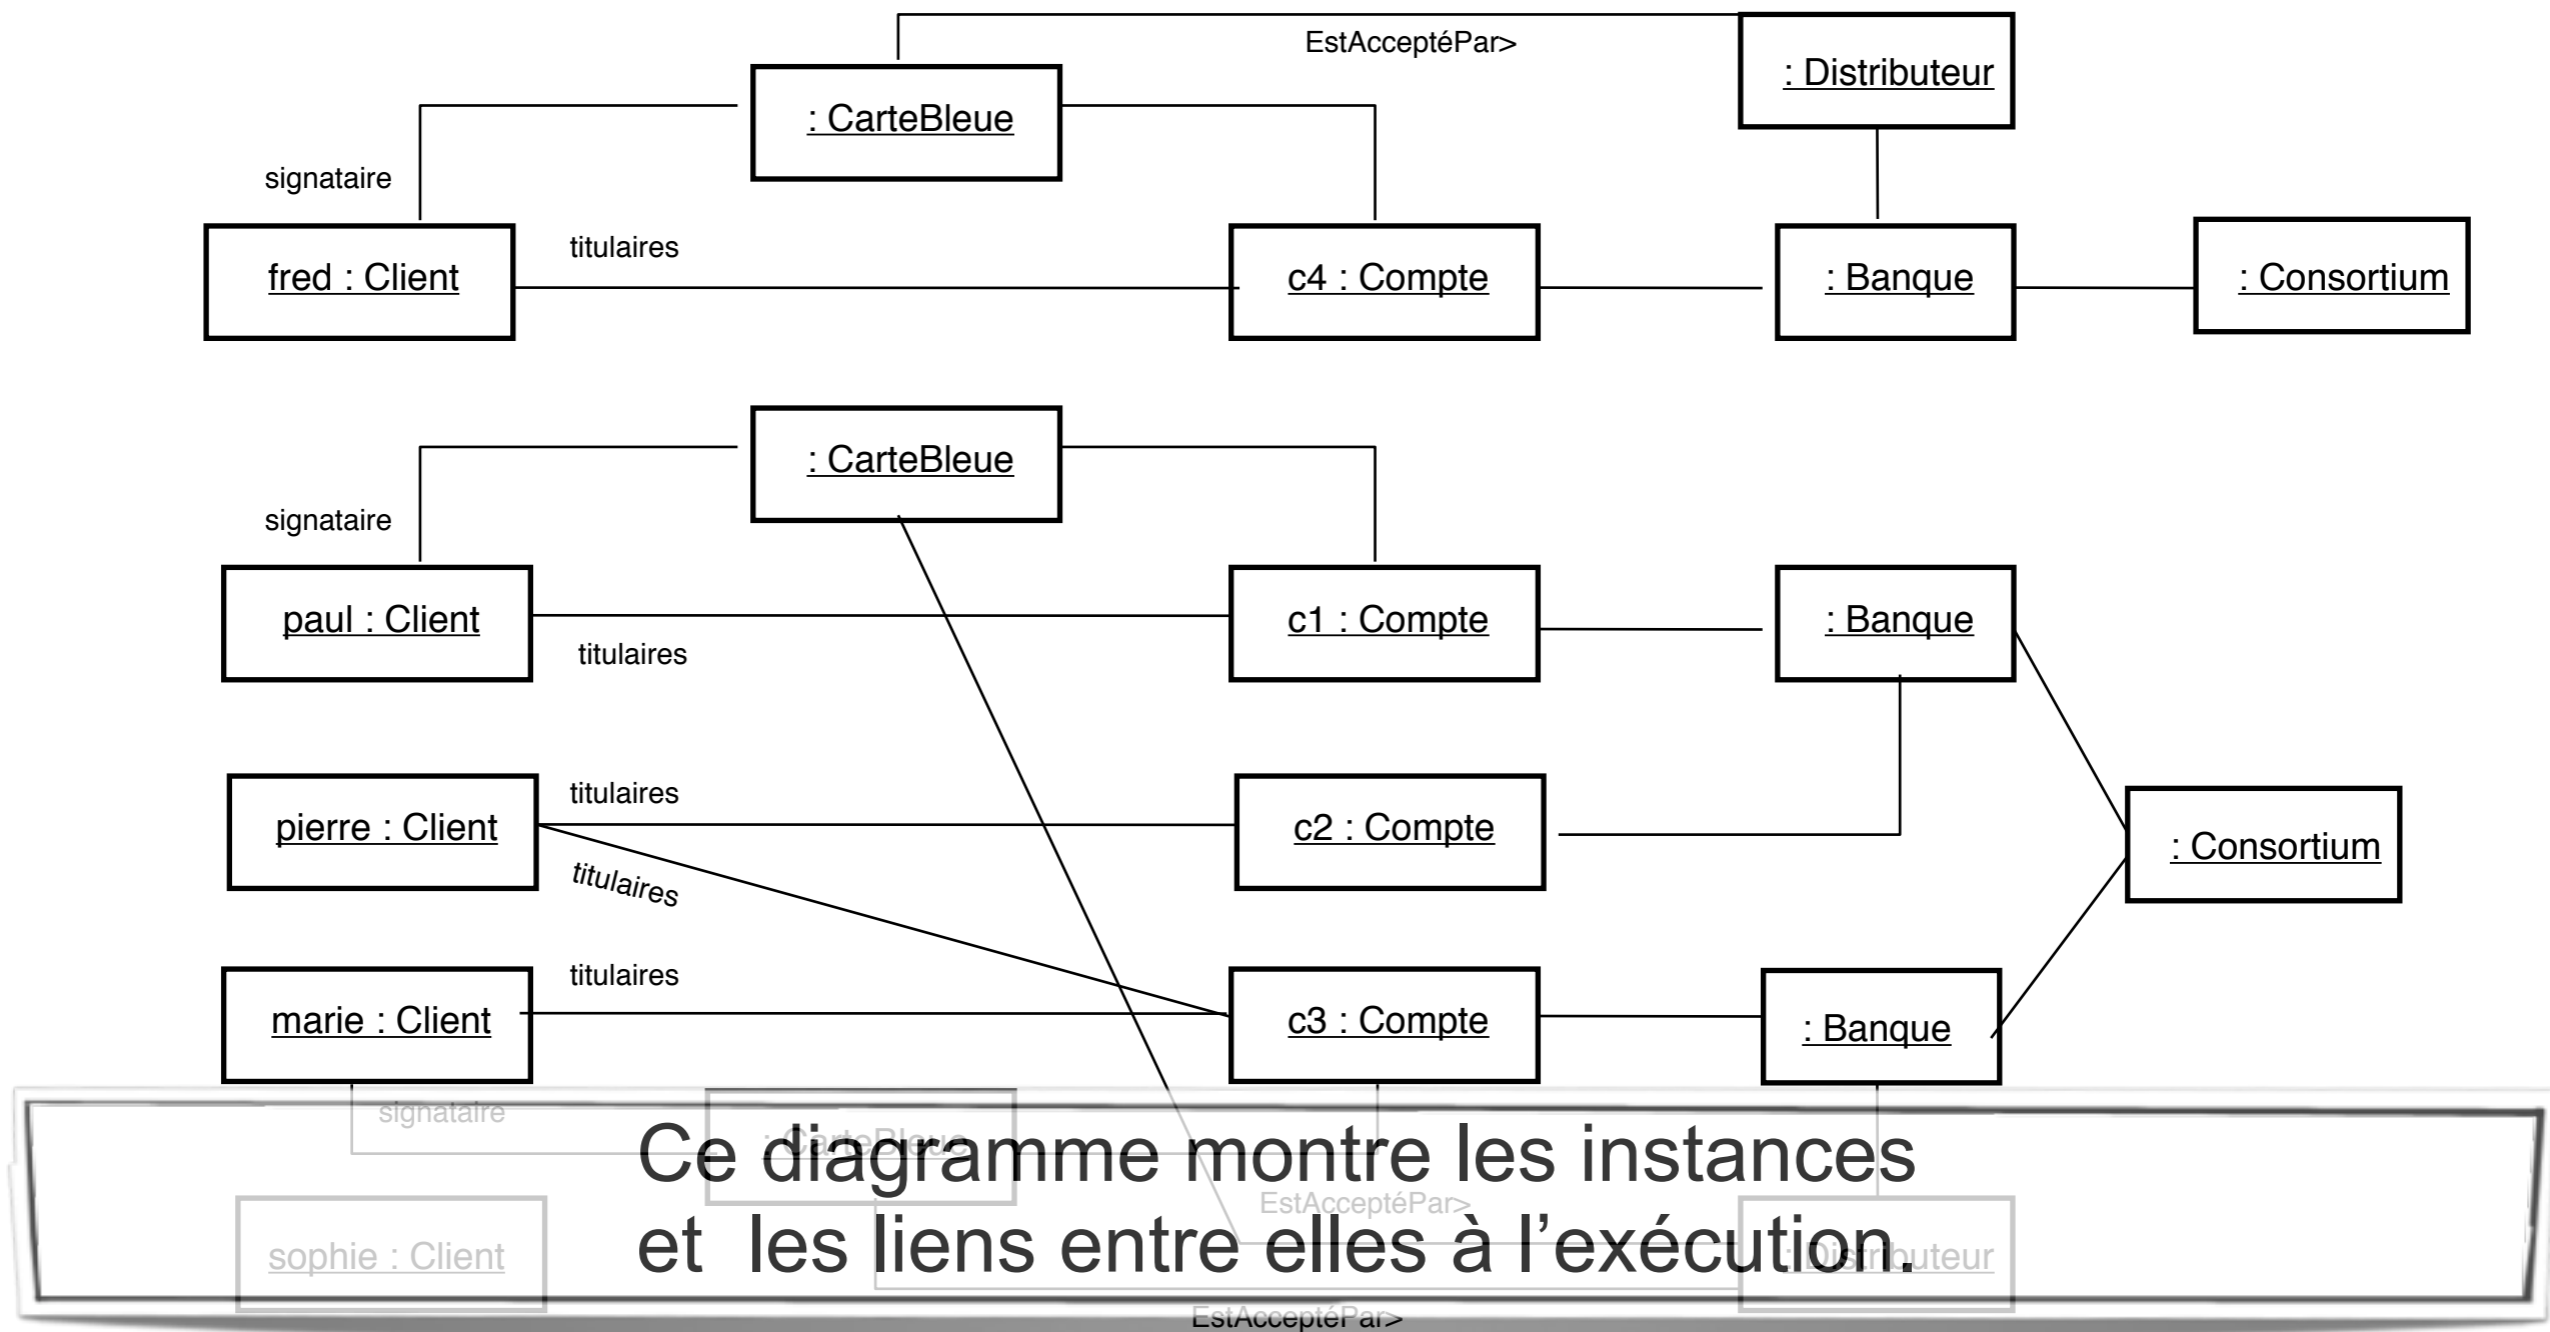 EstAcceptéPar>
: Distributeur
: CarteBleue
signataire
titulaires
fred : Client
c4 : Compte
: Banque
: Consortium
: CarteBleue
signataire
paul : Client
c1 : Compte
: Banque
titulaires
titulaires
pierre : Client
c2 : Compte
: Consortium
titulaires
titulaires
marie : Client
c3 : Compte
: Banque
signataire
: CarteBleue
Ce diagramme montre les instances
EstAcceptéPar>
et les liens entre elles à l’exécution.
sophie : Client
: Distributeur
EstAcceptéPar>